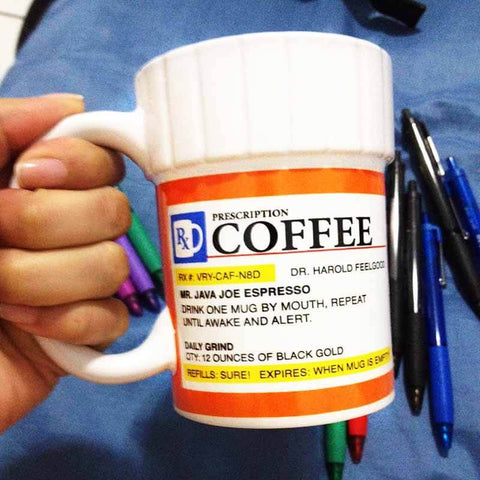 PRESCRIPTION
Rx COFFEE
RX #: VRY-CAF-N8D DR. HAROLD FEELGOOD
MR. JAVA JOE ESPRESSO
DRINK ONE MUG BY MOUTH, REPEAT
UNTIL AWAKE AND ALERT.
DAILY GRIND
QTY: 12 OUNCES OF BLACK GOLD
REFILLS: SURE! EXPIRES: WHEN MUG IS EMPTY